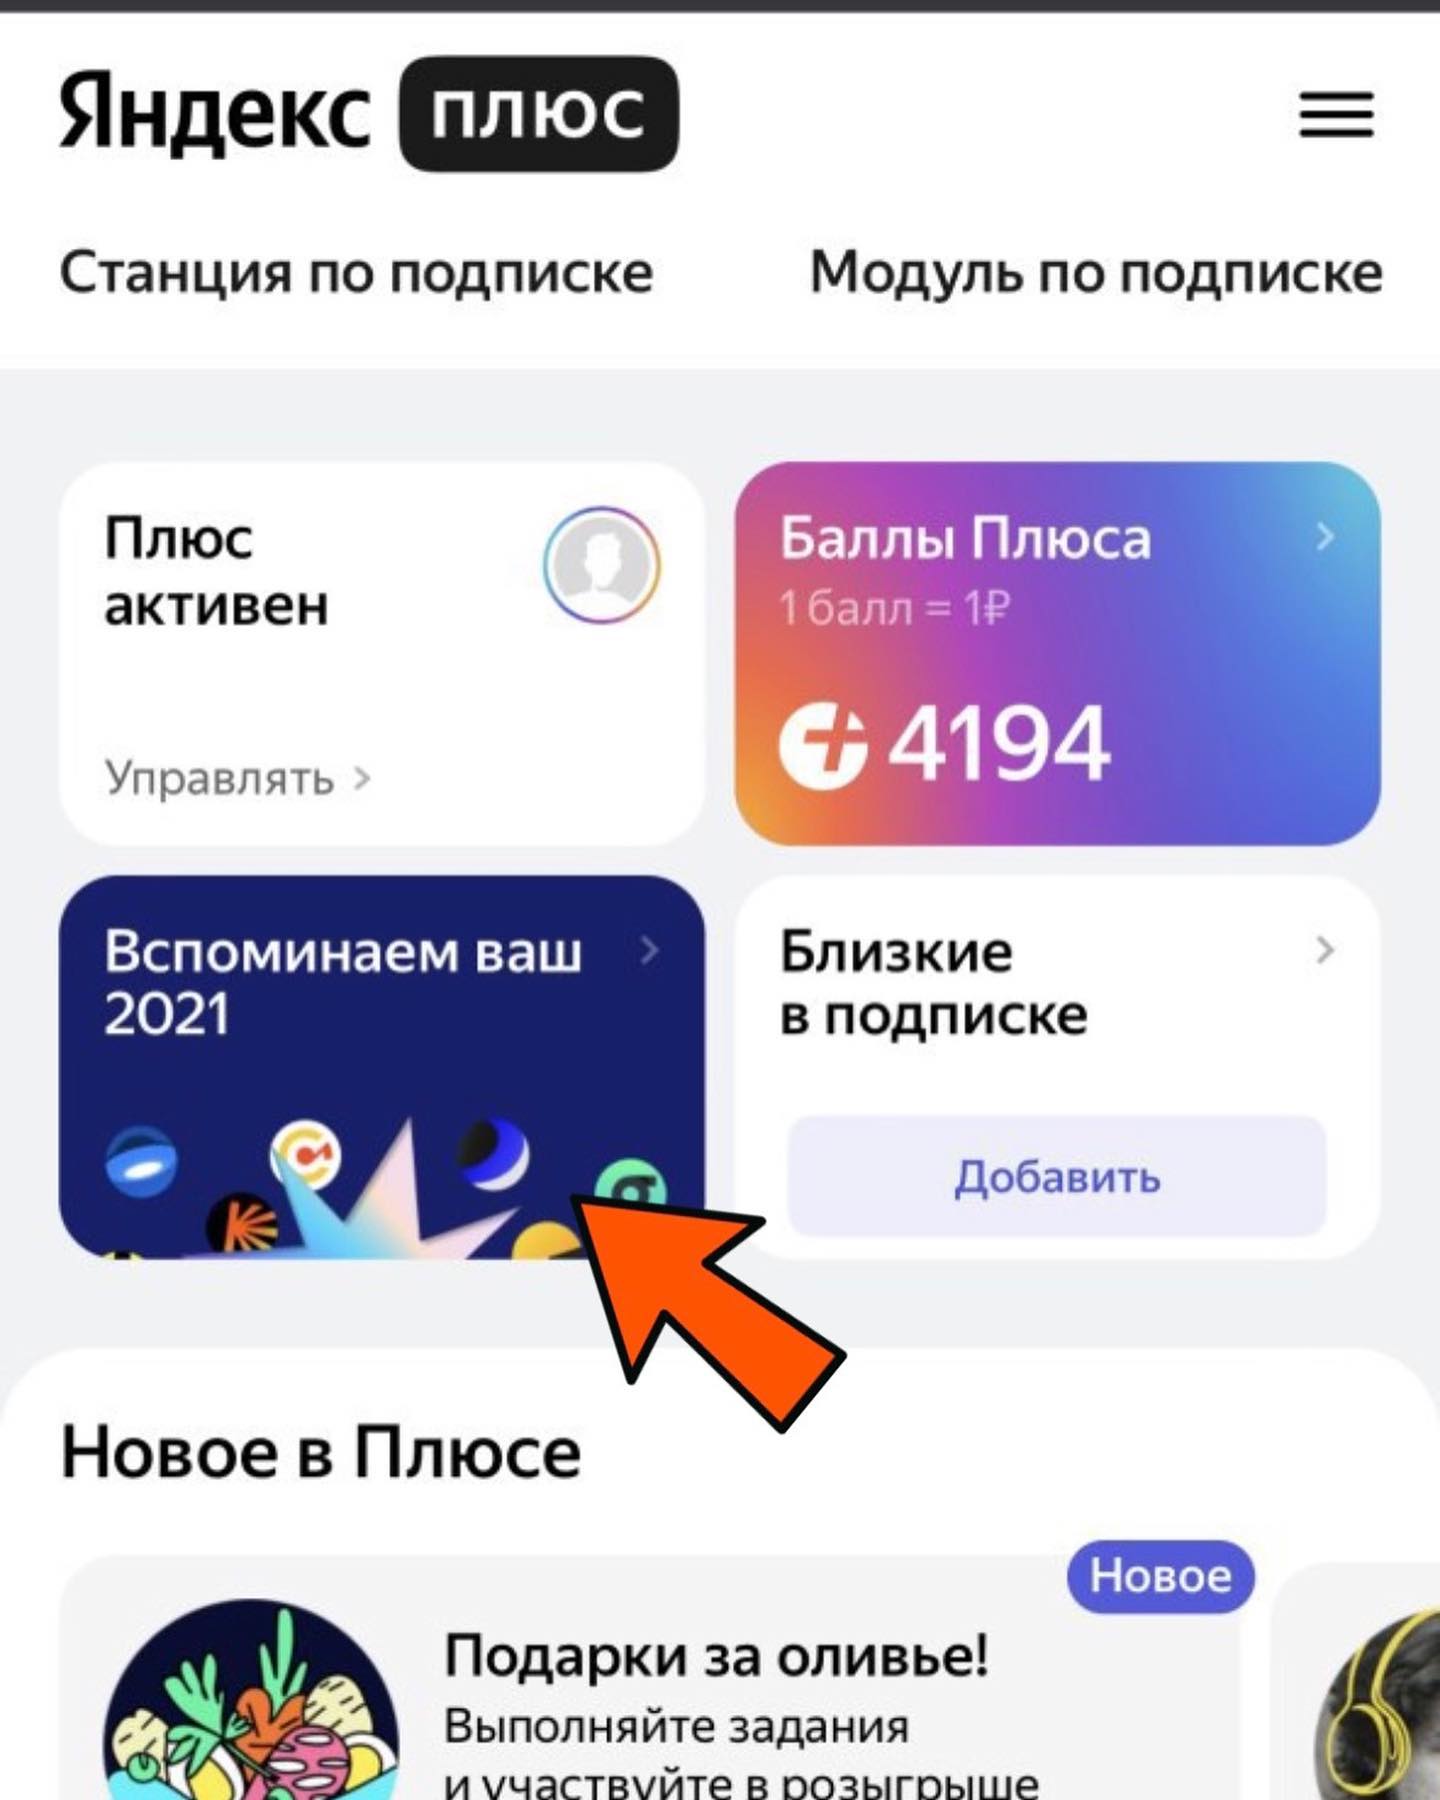 Яндекс плюс
Станция по подписке Модуль по подписке
Плюс
активен
Управлять
Баллы Плюса
1 балл = 1₽
4194
Вспоминаем ваш
2021
Близкие
в подписке
Добавить
Новое в Плюсе
Новое
Подарки за оливье!
Выполняйте задания
и участвуйте в розыгрыше